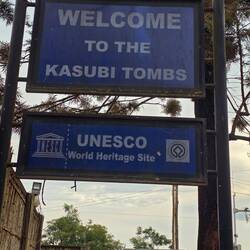 WELCOME
TO THE
KASUBI TOMBS
UNESCO
World Heritage Site